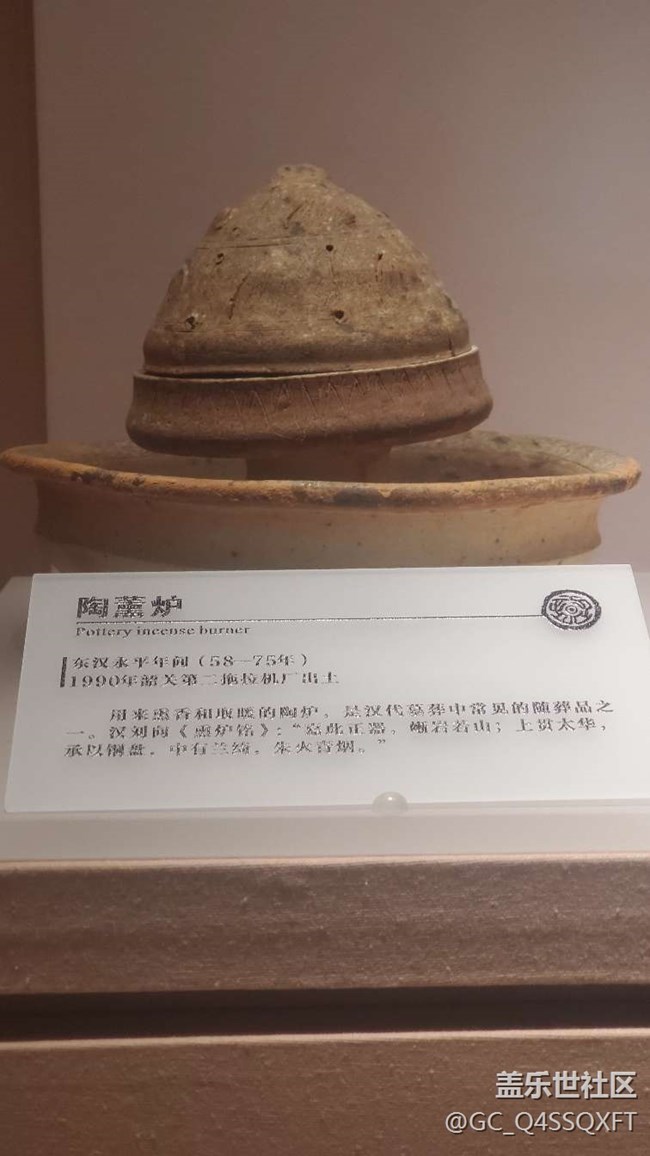 陶薰炉
Pottery incense burner
东汉永平年间（58—75年）
1990年韶关第二拖拉机厂出土
用来熏香和取暖的陶炉，是汉代墓葬中常见的随葬品之
一。汉刘向《熏炉铭》：“嘉此正器，嶃岩若山；上贯太华，
承以铜盘，中有兰绮，朱火青烟。”
盖乐世社区
@GC_Q4SSQXFT